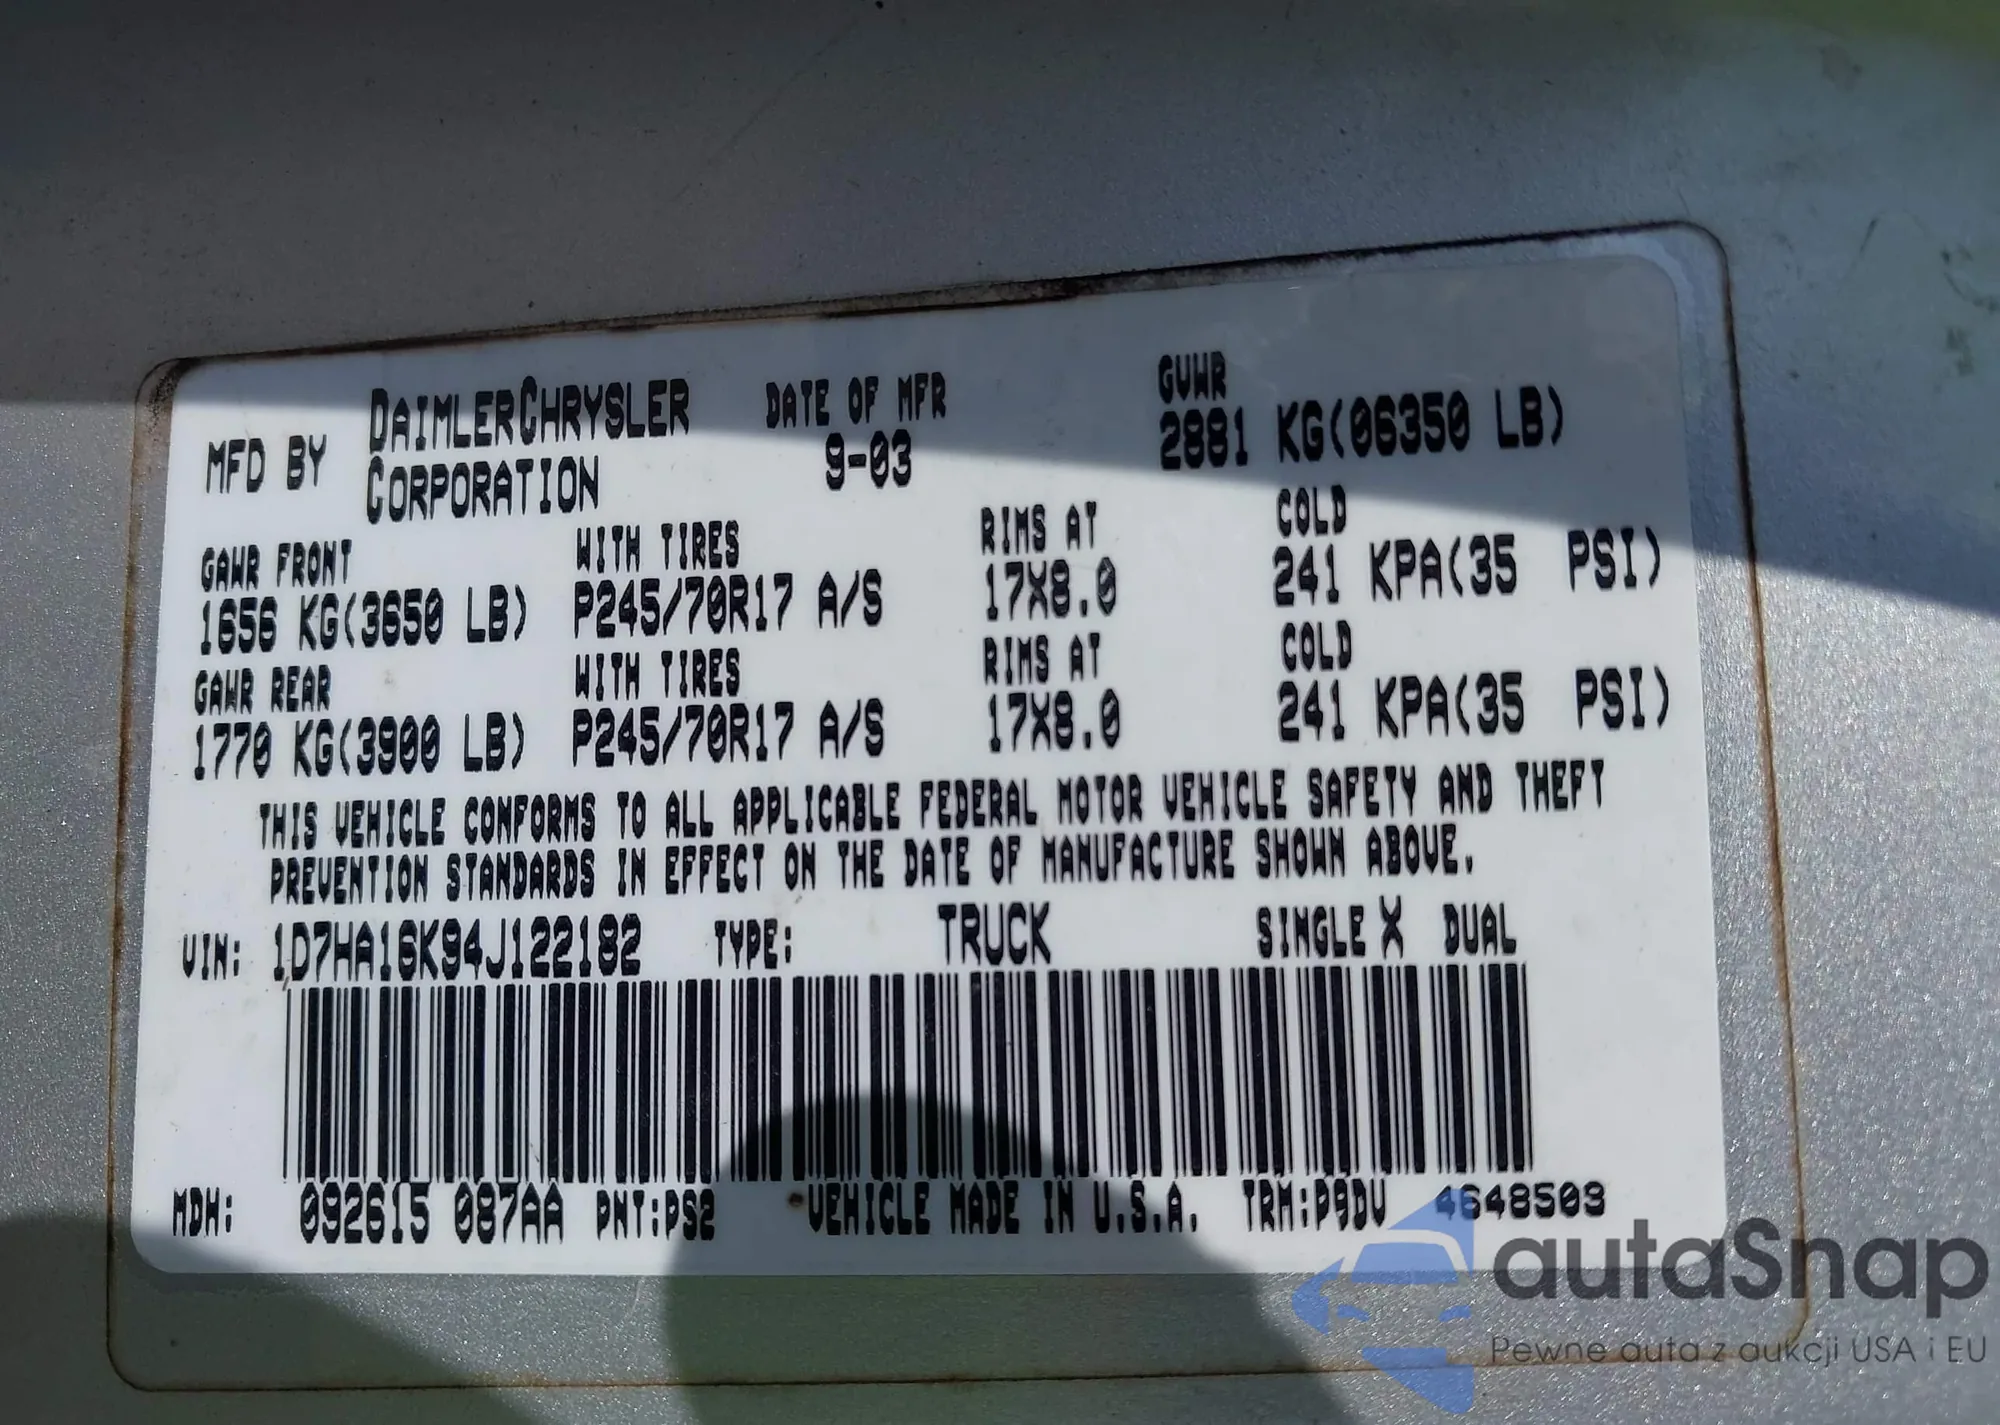 MFD BY DAIMLERCHRYSLER CORPORATION DATE OF MFR 9-03 GVWR 2881 KG(06350 LB)
GAWR FRONT WITH TIRES RIMS AT COLD
1656 KG(3650 LB) P245/70R17 A/S 17X8.0 241 KPA(35 PSI)
GAWR REAR WITH TIRES RIMS AT COLD
1770 KG(3900 LB) P245/70R17 A/S 17X8.0 241 KPA(35 PSI)
THIS VEHICLE CONFORMS TO ALL APPLICABLE FEDERAL MOTOR VEHICLE SAFETY AND THEFT
PREVENTION STANDARDS IN EFFECT ON THE DATE OF MANUFACTURE SHOWN ABOVE.
VIN: 1D7HA16K94J122182 TYPE: TRUCK SINGLE X DUAL
MDH: 092615 087AA PNT:PS2 VEHICLE MADE IN U.S.A. TRM:P9DV 4648503
autaSnap
Pewne auta z aukcji USA i EU